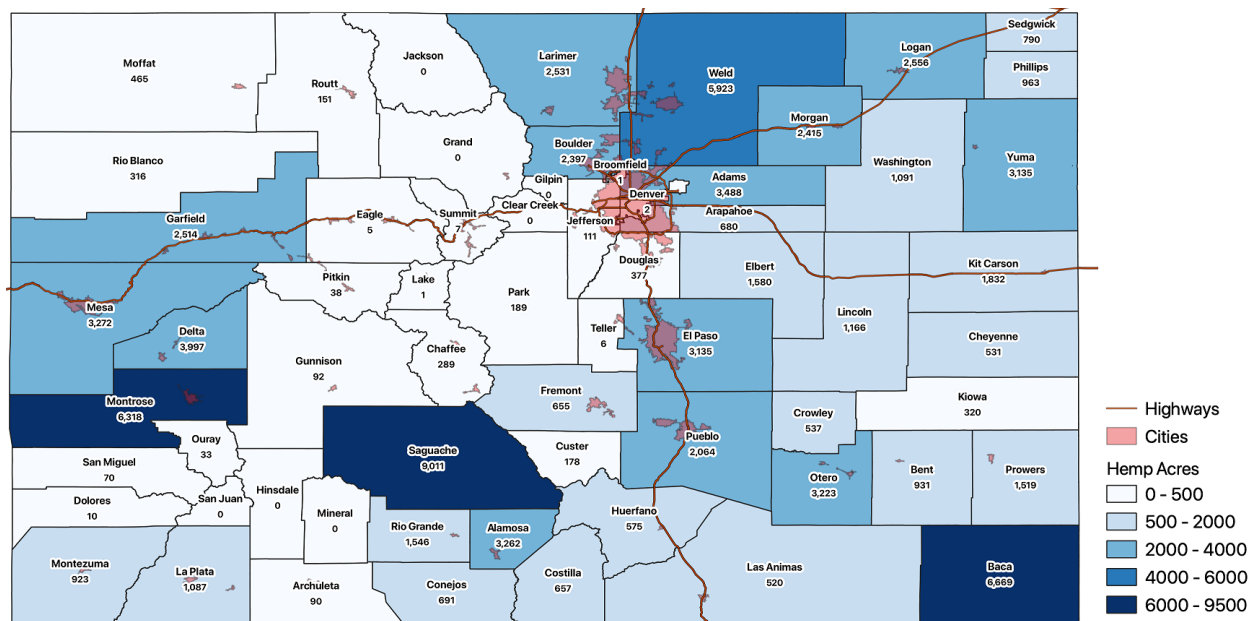 Moffat
465
Routt
151
Jackson
0
Larimer
2,531
Weld
5,923
Logan
2,556
Sedgwick
790
Phillips
963
Morgan
2,415
Grand
0
Boulder
2,397
Rio Blanco
316
Washington
1,091
Yuma
3,135
Broomfield
1
Gilpin
0
Adams
3,488
Denver
2
Garfield
2,514
Eagle
5
Summit
7
Clear Creek
0
Jefferson
111
Arapahoe
680
Douglas
377
Elbert
1,580
Kit Carson
1,832
Mesa
3,272
Pitkin
38
Lake
1
Park
189
Lincoln
1,166
Delta
3,997
Teller
6
El Paso
3,135
Cheyenne
531
Chaffee
289
Gunnison
92
Fremont
655
Kiowa
320
Montrose
6,318
Crowley
537
Highways
Cities
Ouray
33
Saguache
9,011
Custer
178
Pueblo
2,064
San Miguel
70
Otero
3,223
Bent
931
Prowers
1,519
Hemp Acres
0 - 500
500 - 2000
2000 - 4000
4000 - 6000
6000 - 9500
Dolores
10
San Juan
0
Hinsdale
0
Mineral
0
Rio Grande
1,546
Alamosa
3,262
Huerfano
575
Montezuma
923
La Plata
1,087
Archuleta
90
Conejos
691
Costilla
657
Las Animas
520
Baca
6,669